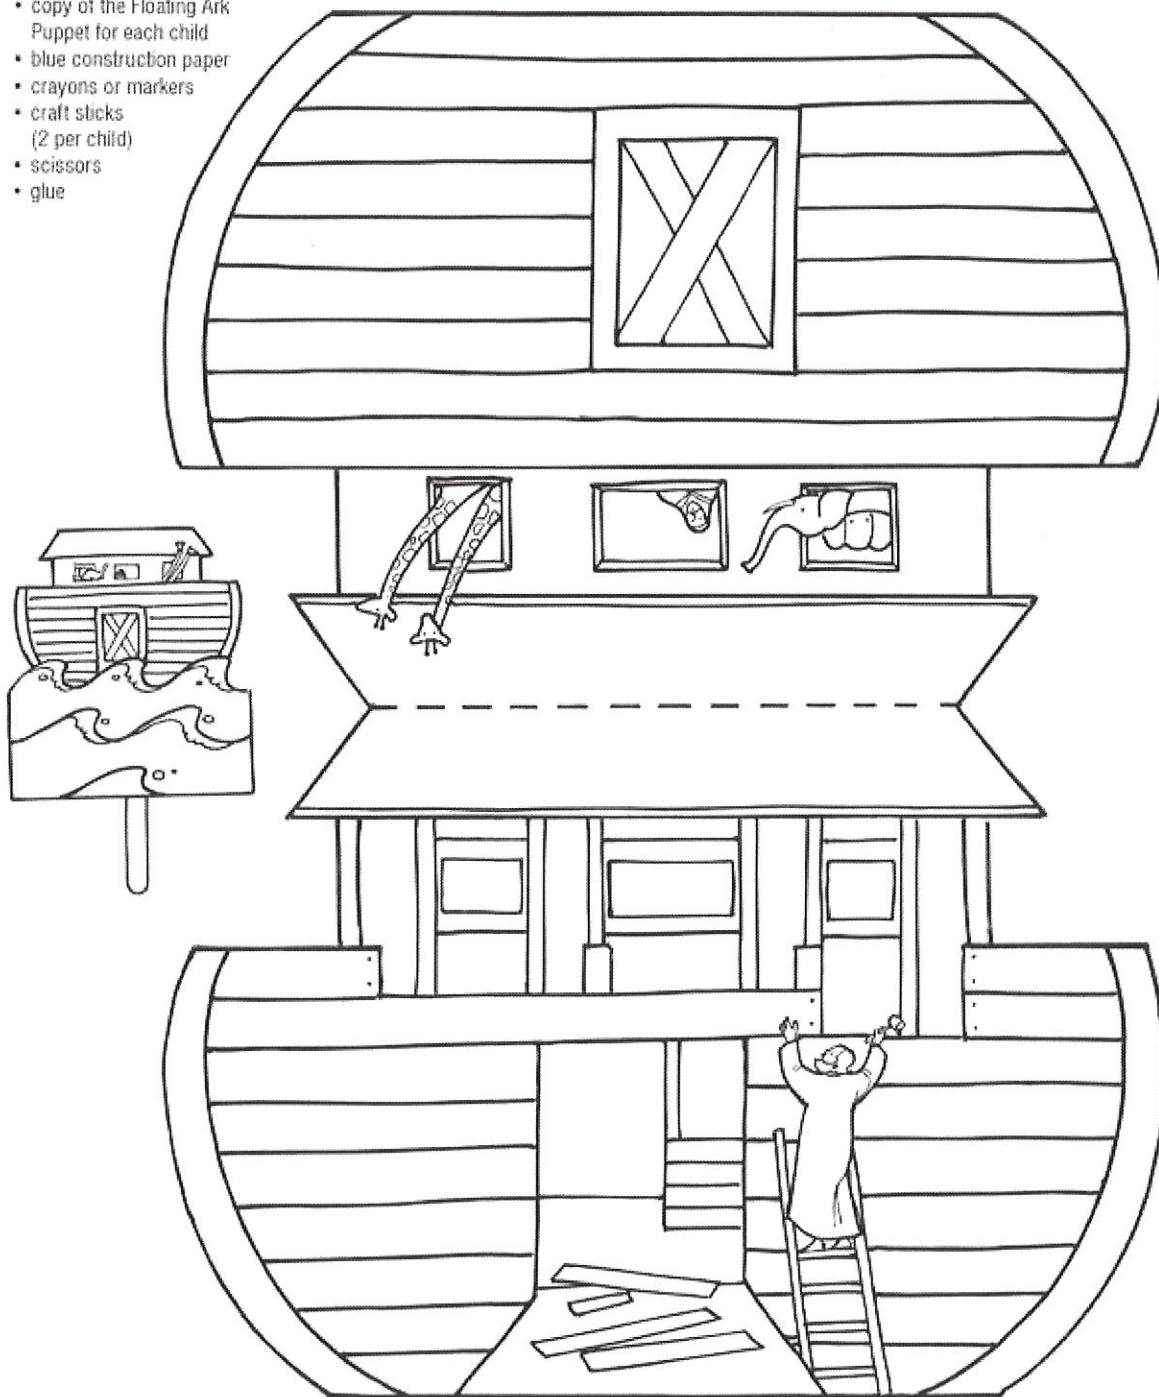 • copy of the Floating Ark
Puppet for each child
• blue construction paper
• crayons or markers
• craft sticks
(2 per child)
• scissors
• glue